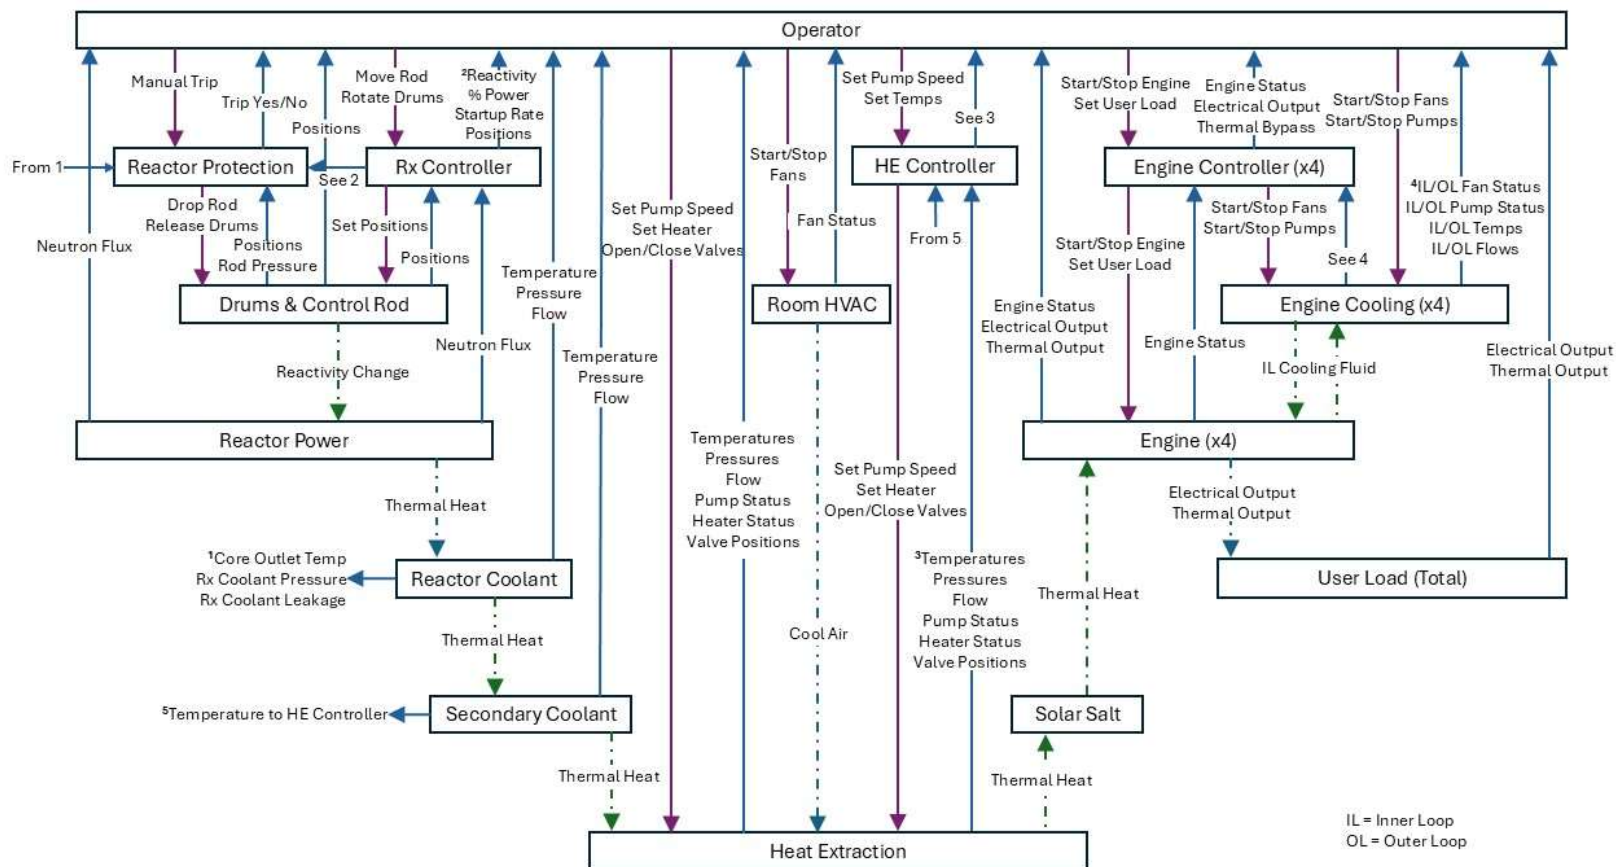 Operator
Manual Trip
Trip Yes/No
Positions
Move Rod
Rotate Drums
²Reactivity
% Power
Startup Rate
Positions
Set Pump Speed
Set Temps
See 3
Start/Stop Engine
Set User Load
Engine Status
Electrical Output
Thermal Bypass
Start/Stop Fans
Start/Stop Pumps
From 1
Reactor Protection
See 2
Rx Controller
Start/Stop
Fans
HE Controller
Engine Controller (x4)
Drop Rod
Release Drums
Positions
Rod Pressure
Set Positions
Positions
Neutron Flux
Set Pump Speed
Set Heater
Open/Close Valves
Fan Status
From 5
Start/Stop Engine
Set User Load
Start/Stop Fans
Start/Stop Pumps
See 4
⁴IL/OL Fan Status
IL/OL Pump Status
IL/OL Temps
IL/OL Flows
Drums & Control Rod
Temperature
Pressure
Flow
Room HVAC
Engine Cooling (x4)
Reactivity Change
Neutron Flux
Temperature
Pressure
Flow
Engine Status
Electrical Output
Thermal Output
Engine Status
IL Cooling Fluid
Electrical Output
Thermal Output
Reactor Power
Temperatures
Pressures
Flow
Pump Status
Heater Status
Valve Positions
Set Pump Speed
Set Heater
Open/Close Valves
Engine (x4)
Thermal Heat
Electrical Output
Thermal Output
¹Core Outlet Temp
Rx Coolant Pressure
Rx Coolant Leakage
Reactor Coolant
³Temperatures
Pressures
Flow
Pump Status
Heater Status
Valve Positions
Thermal Heat
User Load (Total)
Thermal Heat
Cool Air
⁵Temperature to HE Controller
Secondary Coolant
Solar Salt
Thermal Heat
Thermal Heat
Heat Extraction
IL = Inner Loop
OL = Outer Loop